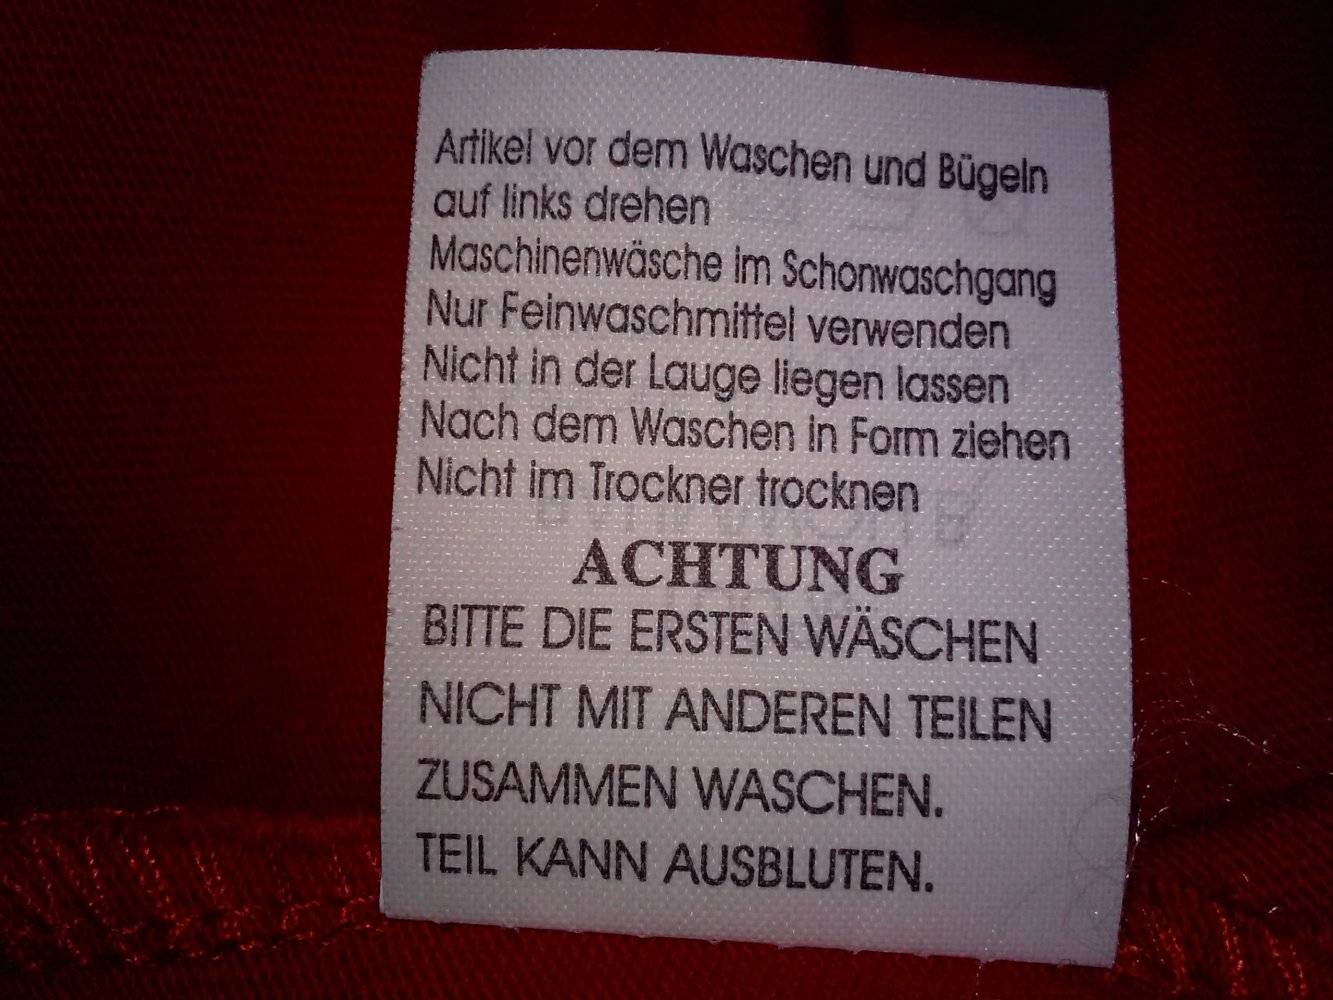 Artikel vor dem Waschen und Bügeln
auf links drehen
Maschinenwäsche im Schonwaschgang
Nur Feinwaschmittel verwenden
Nicht in der Lauge liegen lassen
Nach dem Waschen in Form ziehen
Nicht im Trockner trocknen
ACHTUNG
BITTE DIE ERSTEN WÄSCHEN
NICHT MIT ANDEREN TEILEN
ZUSAMMEN WASCHEN.
TEIL KANN AUSBLUTEN.